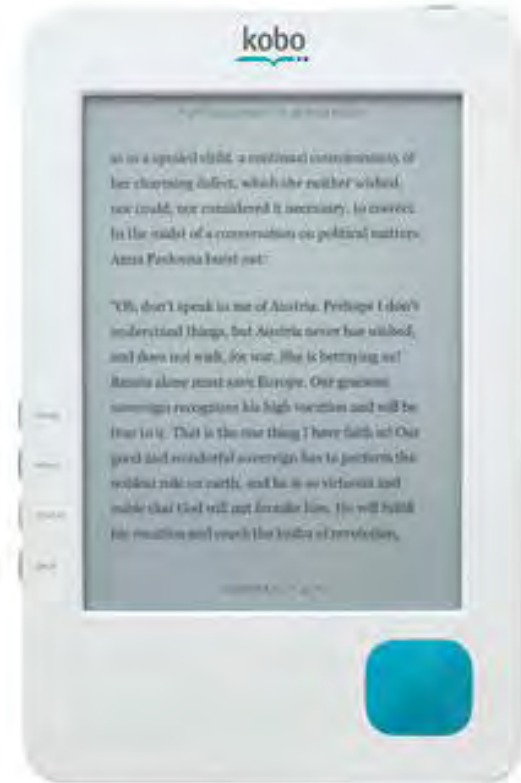 kobo
as in a spoiled child, a continual consciousness of
her charming defect, which she neither wished,
nor could, nor considered it necessary, to correct.
In the midst of a conversation on political matters
Anna Pavlovna burst out:
"Oh, don't speak to me of Austria. Perhaps I don't
understand things, but Austria never has wished,
and does not wish, for war. She is betraying us!
Russia alone must save Europe. Our gracious
sovereign recognizes his high vocation and will be
true to it. That is the one thing I have faith in! Our
good and wonderful sovereign has to perform the
noblest role on earth, and he is so virtuous and
noble that God will not forsake him. He will fulfill
his vocation and crush the hydra of revolution,